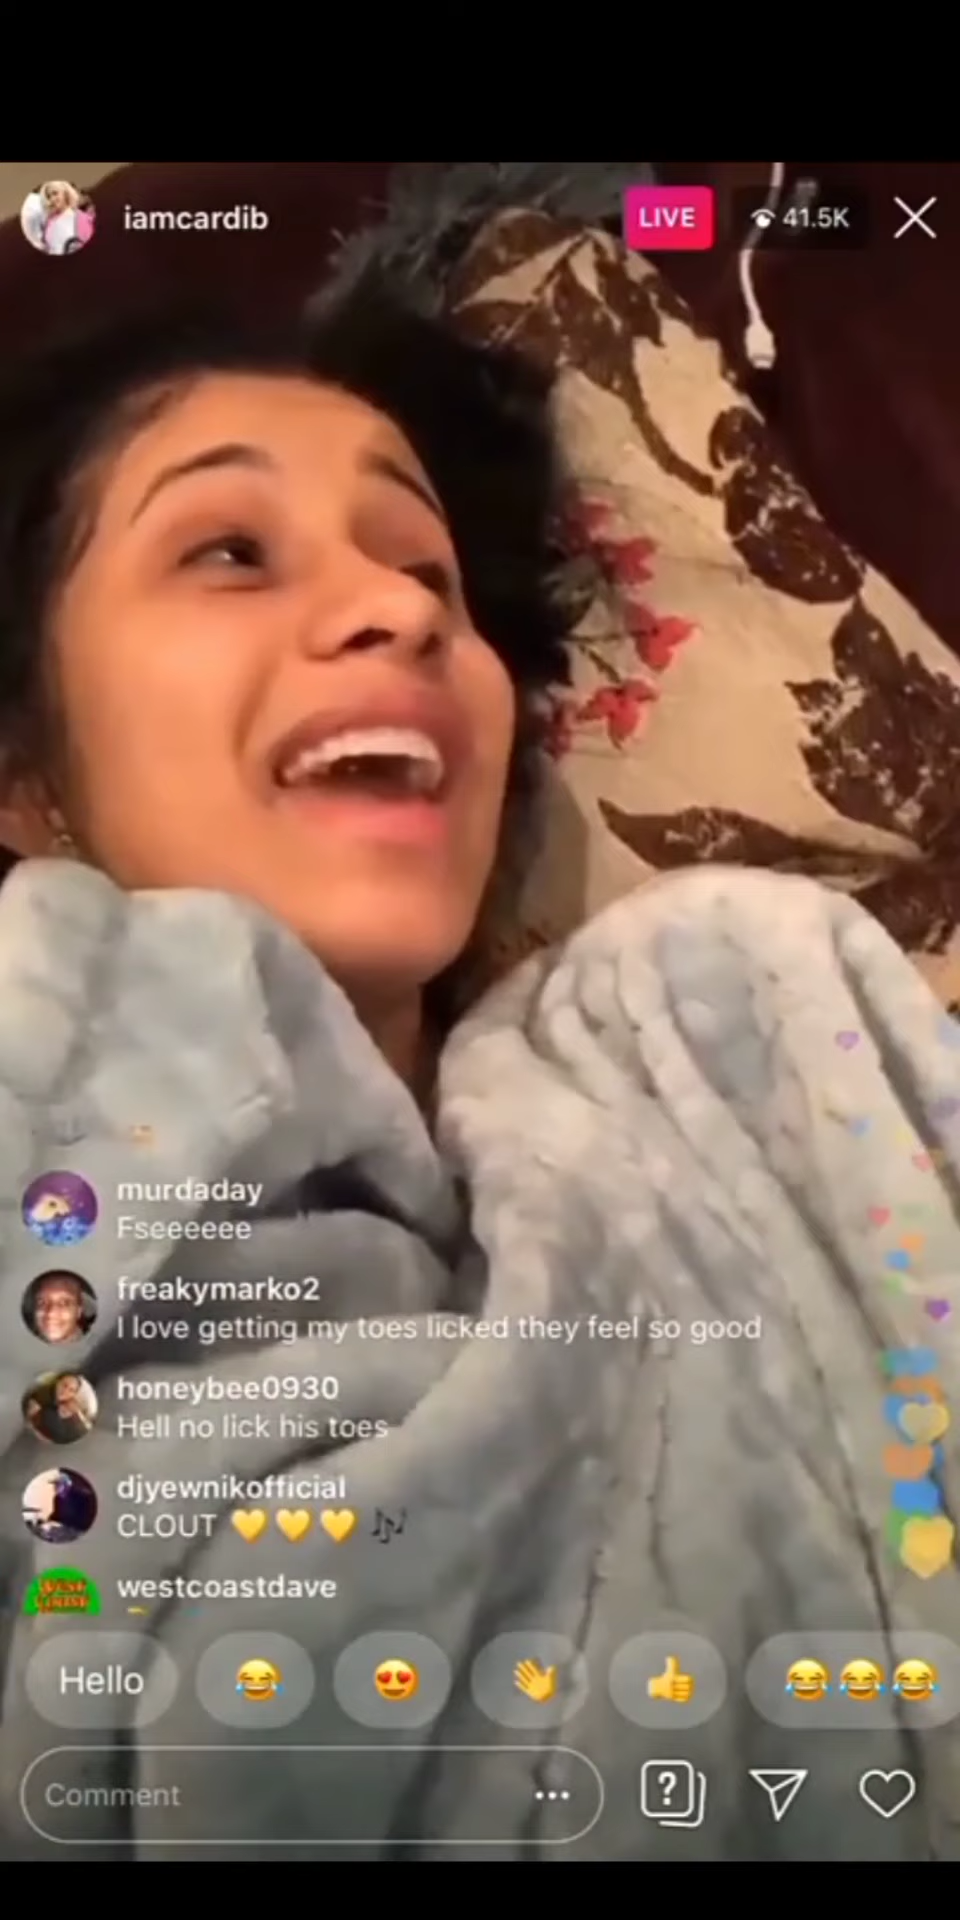 iamcardib
LIVE
41.5K
murdaday
Fseeeeee
freakymarko2
I love getting my toes licked they feel so good
honeybee0930
Hell no lick his toes
djyewnikofficial
CLOUT 💛 💛 💛 🎶
westcoastdave
Hello 😂 😍 👋 👍 😂😂😂
Comment ...
?